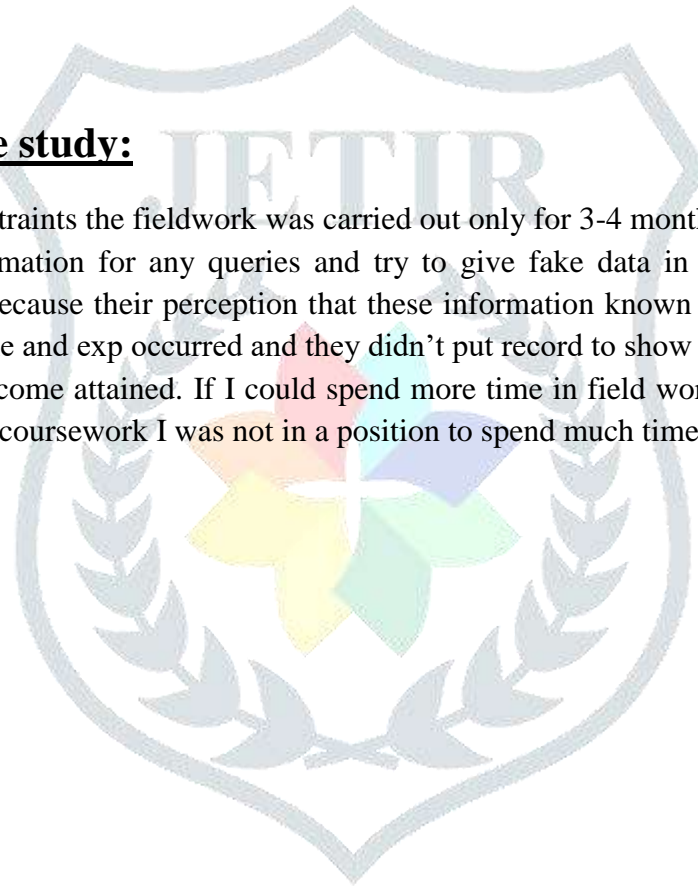 e study:
JETIR
traints the fieldwork was carried out only for 3-4 month
mation for any queries and try to give fake data in
ecause their perception that these information known
e and exp occurred and they didn't put record to show
come attained. If I could spend more time in field wor
coursework I was not in a position to spend much time